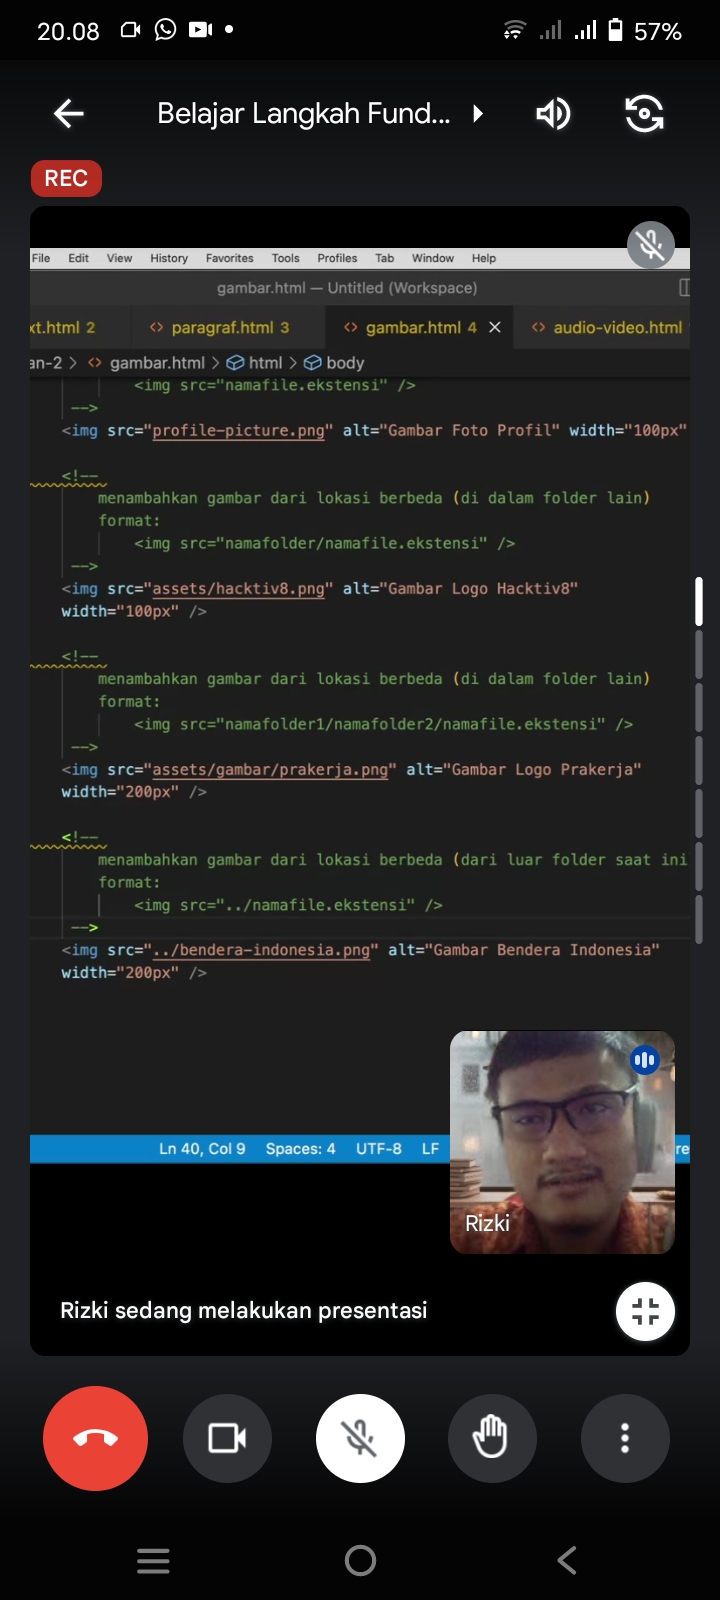 20.08
57%
Belajar Langkah Fund...
REC
File Edit View History Favorites Tools Profiles Tab Window Help
gambar.html — Untitled (Workspace)
xt.html 2 <> paragraf.html 3 <> gambar.html 4 × <> audio-video.html
an-2 > <> gambar.html > html > body
<img src="namafile.ekstensi" />
-->
<img src="profile-picture.png" alt="Gambar Foto Profil" width="100px"
<!--
menambahkan gambar dari lokasi berbeda (di dalam folder lain)
format:
<img src="namafolder/namafile.ekstensi" />
-->
<img src="assets/hacktiv8.png" alt="Gambar Logo Hacktiv8"
width="100px" />
<!--
menambahkan gambar dari lokasi berbeda (di dalam folder lain)
format:
<img src="namafolder1/namafolder2/namafile.ekstensi" />
-->
<img src="assets/gambar/prakerja.png" alt="Gambar Logo Prakerja"
width="200px" />
<!--
menambahkan gambar dari lokasi berbeda (dari luar folder saat ini
format:
<img src="../namafile.ekstensi" />
-->
<img src="../bendera-indonesia.png" alt="Gambar Bendera Indonesia"
width="200px" />
Ln 40, Col 9 Spaces: 4 UTF-8 LF re
Rizki
Rizki sedang melakukan presentasi